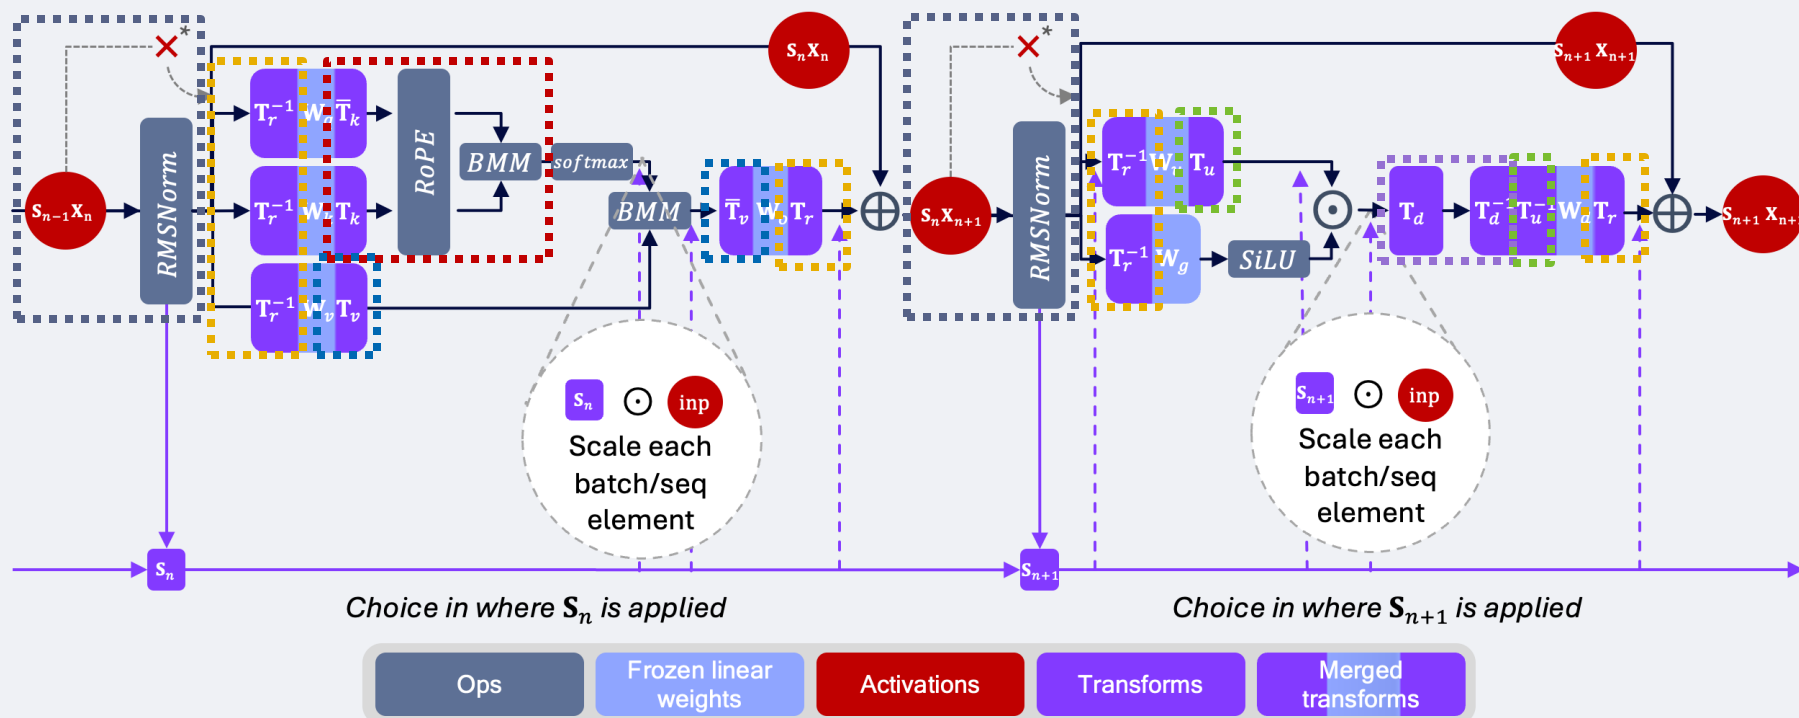 *
*
S_n X_n
S_{n+1} X_{n+1}
T_r^{-1} W_q T̅_k
RoPE
T_r^{-1} W_u T_u
BMM
softmax
S_{n-1} X_n
RMSNorm
T_r^{-1} W_k T_k
BMM
T̅_v W_o T_r
S_n X_{n+1}
RMSNorm
T_d
T_d^{-1} T_u^{-1} W_d T_r
S_{n+1}
T_r^{-1} W_g
SiLU
T_r^{-1} W_v T_v
S_n ⊙ inp
Scale each
batch/seq
element
S_{n+1} ⊙ inp
Scale each
batch/seq
element
S_n
S_{n+1}
Choice in where S_n is applied
Choice in where S_{n+1} is applied
Ops
Frozen linear
weights
Activations
Transforms
Merged
transforms